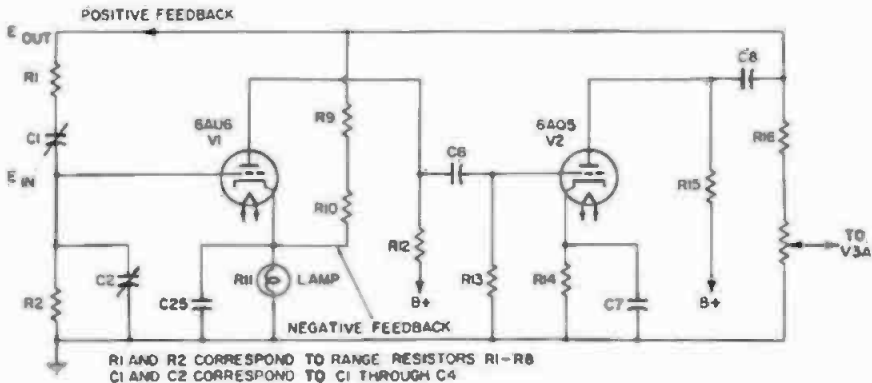 POSITIVE FEEDBACK
E OUT
R1
C1
E IN
R2
C2
C25
6AU6
V1
R11
LAMP
R9
R10
NEGATIVE FEEDBACK
R12
B+
C6
R13
6AQ5
V2
R14
C7
R15
B+
C8
R16
TO
V3A
R1 AND R2 CORRESPOND TO RANGE RESISTORS R1-R8
C1 AND C2 CORRESPOND TO C1 THROUGH C4